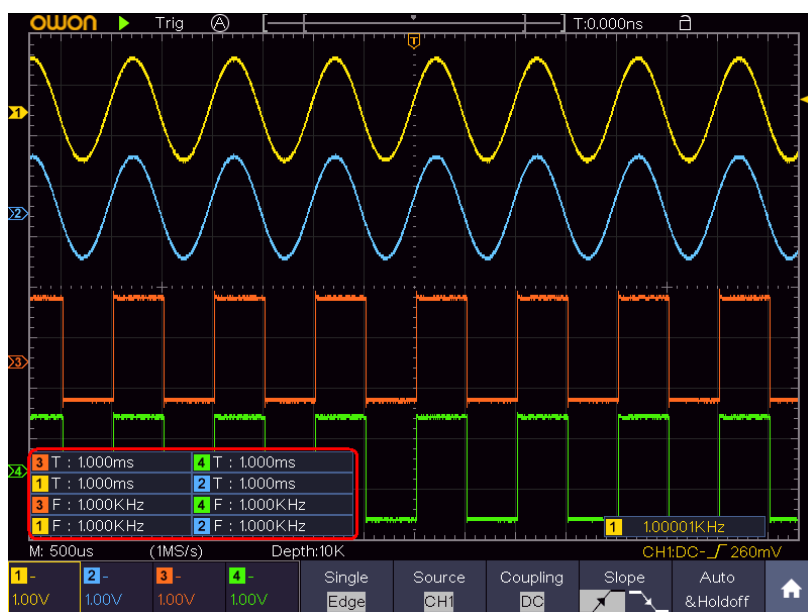 OWON Trig A T:0.000ns
T
1
2
3
4
3 T : 1.000ms 4 T : 1.000ms
1 T : 1.000ms 2 T : 1.000ms
3 F : 1.000KHz 4 F : 1.000KHz
1 F : 1.000KHz 2 F : 1.000KHz
1 1.00001KHz
M: 500us (1MS/s) Depth:10K CH1:DC- 260mV
1 - 2 - 3 - 4 - Single Source Coupling Slope Auto
1.00V 1.00V 1.00V 1.00V Edge CH1 DC &Holdoff